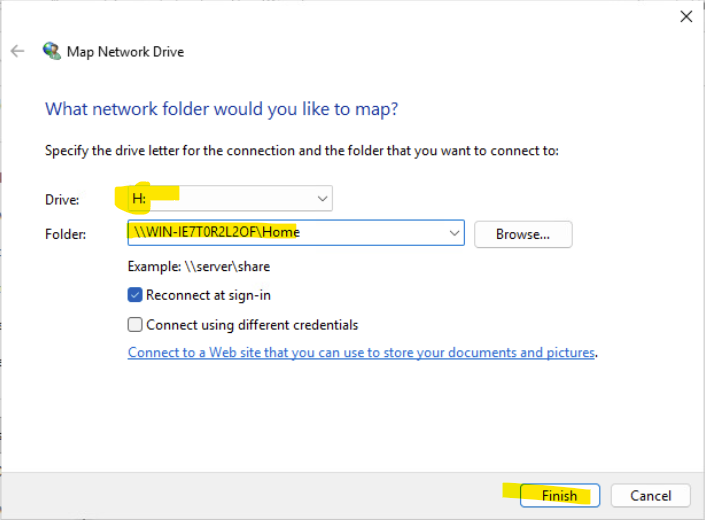 Map Network Drive
What network folder would you like to map?
Specify the drive letter for the connection and the folder that you want to connect to:
Drive: H:
Folder: \\WIN-IE7T0R2L2OF\Home Browse...
Example: \\server\share
Reconnect at sign-in
Connect using different credentials
Connect to a Web site that you can use to store your documents and pictures.
Finish Cancel